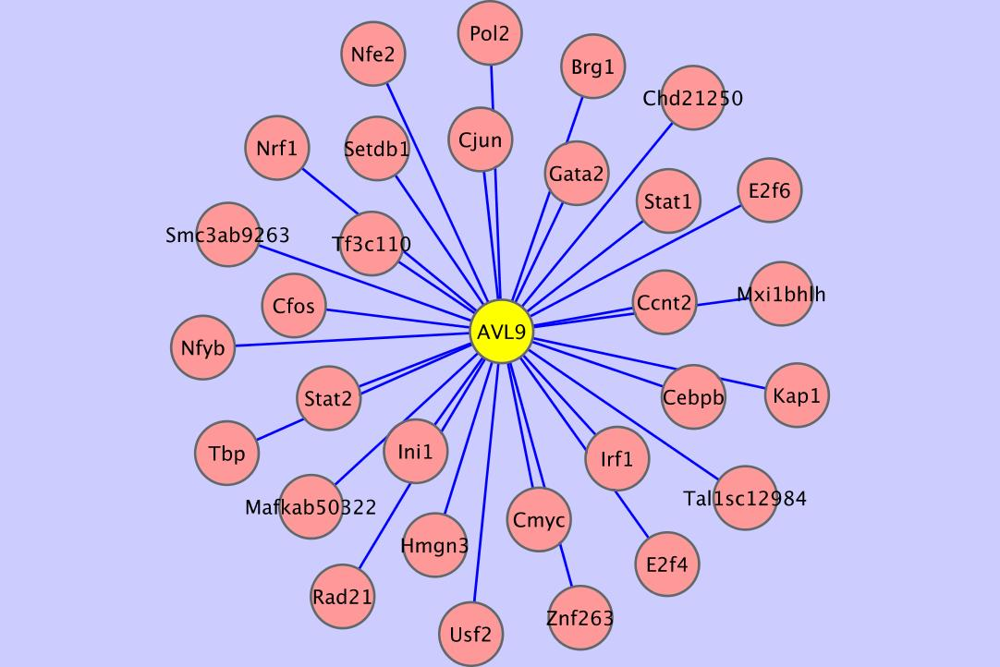 Pol2
Nfe2
Brg1
Chd21250
Cjun
Nrf1
Setdb1
Gata2
E2f6
Stat1
Smc3ab9263
Tf3c110
Mxi1bhlh
Ccnt2
Cfos
AVL9
Nfyb
Kap1
Cebpb
Stat2
Tbp
Ini1
Irf1
Tal1sc12984
Mafkab50322
Cmyc
Hmgn3
E2f4
Rad21
Znf263
Usf2